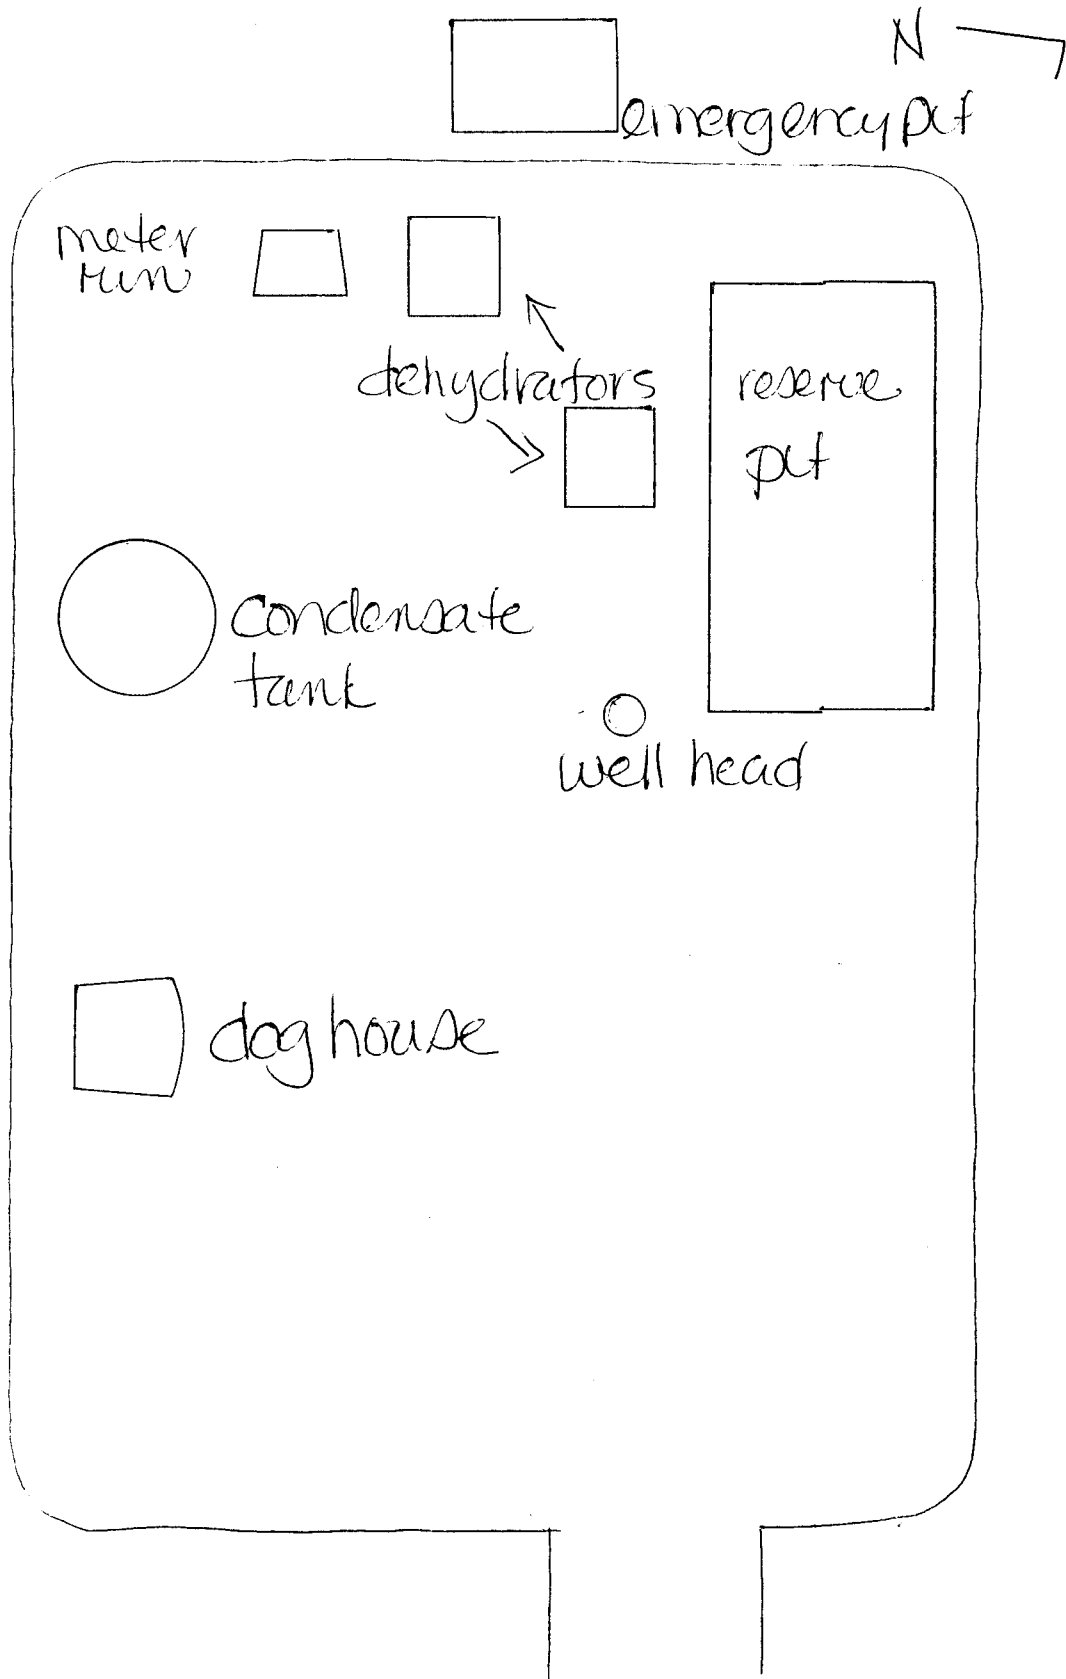 N
emergency pit
meter
run
dehydrators
reserve
pit
condensate
tank
well head
dog house